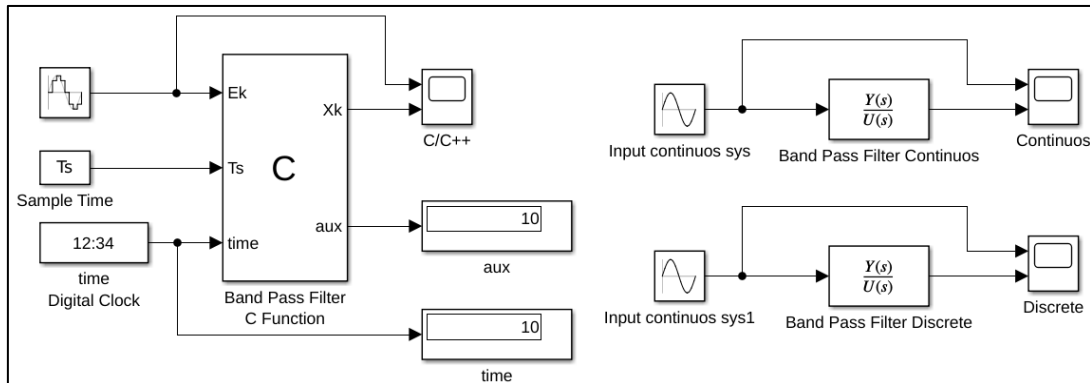 Ek
Ts
time
C
Xk
aux
C/C++
Ts
Sample Time
12:34
time
Digital Clock
Band Pass Filter
C Function
10
aux
10
time
Input continuos sys
Y(s)
U(s)
Band Pass Filter Continuos
Continuos
Input continuos sys1
Y(s)
U(s)
Band Pass Filter Discrete
Discrete